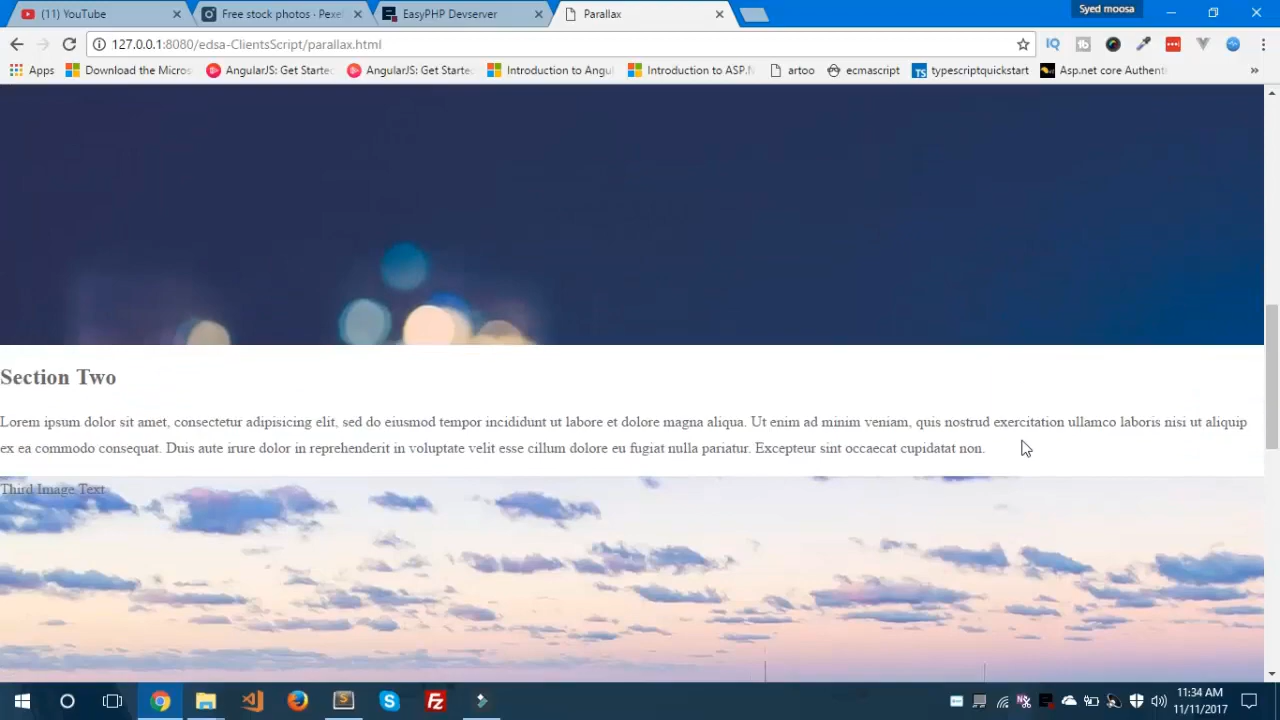 (11) YouTube
Free stock photos · Pexel
EasyPHP Devserver
Parallax
Syed moosa
127.0.0.1:8080/edsa-ClientsScript/parallax.html
Apps
Download the Micros
AngularJS: Get Starte
AngularJS: Get Starte
Introduction to Angu
Introduction to ASP.N
artoo
ecmascript
TS typescriptquickstart
Asp.net core Authent
»
Section Two
Lorem ipsum dolor sit amet, consectetur adipisicing elit, sed do eiusmod tempor incididunt ut labore et dolore magna aliqua. Ut enim ad minim veniam, quis nostrud exercitation ullamco laboris nisi ut aliquip
ex ea commodo consequat. Duis aute irure dolor in reprehenderit in voluptate velit esse cillum dolore eu fugiat nulla pariatur. Excepteur sint occaecat cupidatat non.
Third Image Text
11:34 AM
11/11/2017